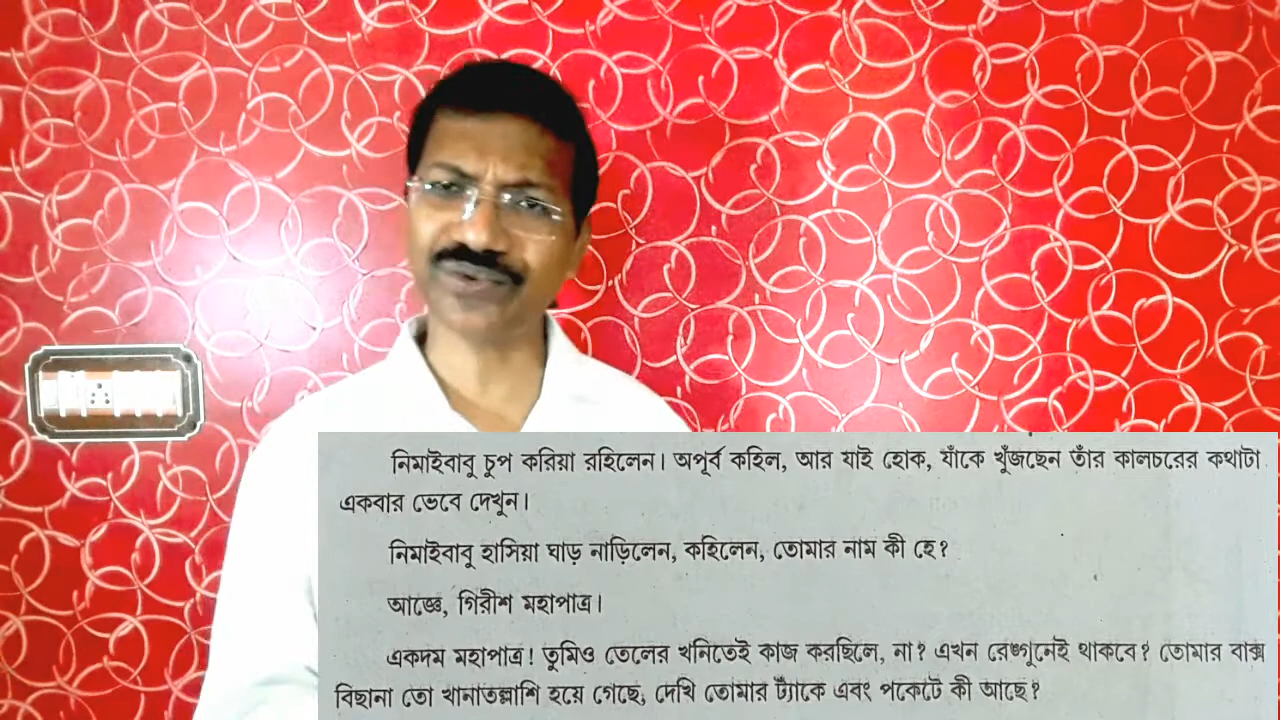 নিমাইবাবু চুপ করিয়া রহিলেন। অপূর্ব কহিল, আর যাই হোক, যাঁকে খুঁজছেন তাঁর কালচরের কথাটা
একবার ভেবে দেখুন।
নিমাইবাবু হাসিয়া ঘাড় নাড়িলেন, কহিলেন, তোমার নাম কী হে?
আজ্ঞে, গিরীশ মহাপাত্র।
একদম মহাপাত্র! তুমিও তেলের খনিতেই কাজ করছিলে, না? এখন রেঙ্গুনেই থাকবে? তোমার বাক্স
বিছানা তো খানাতল্লাশি হয়ে গেছে, দেখি তোমার ট্যাঁকে এবং পকেটে কী আছে?